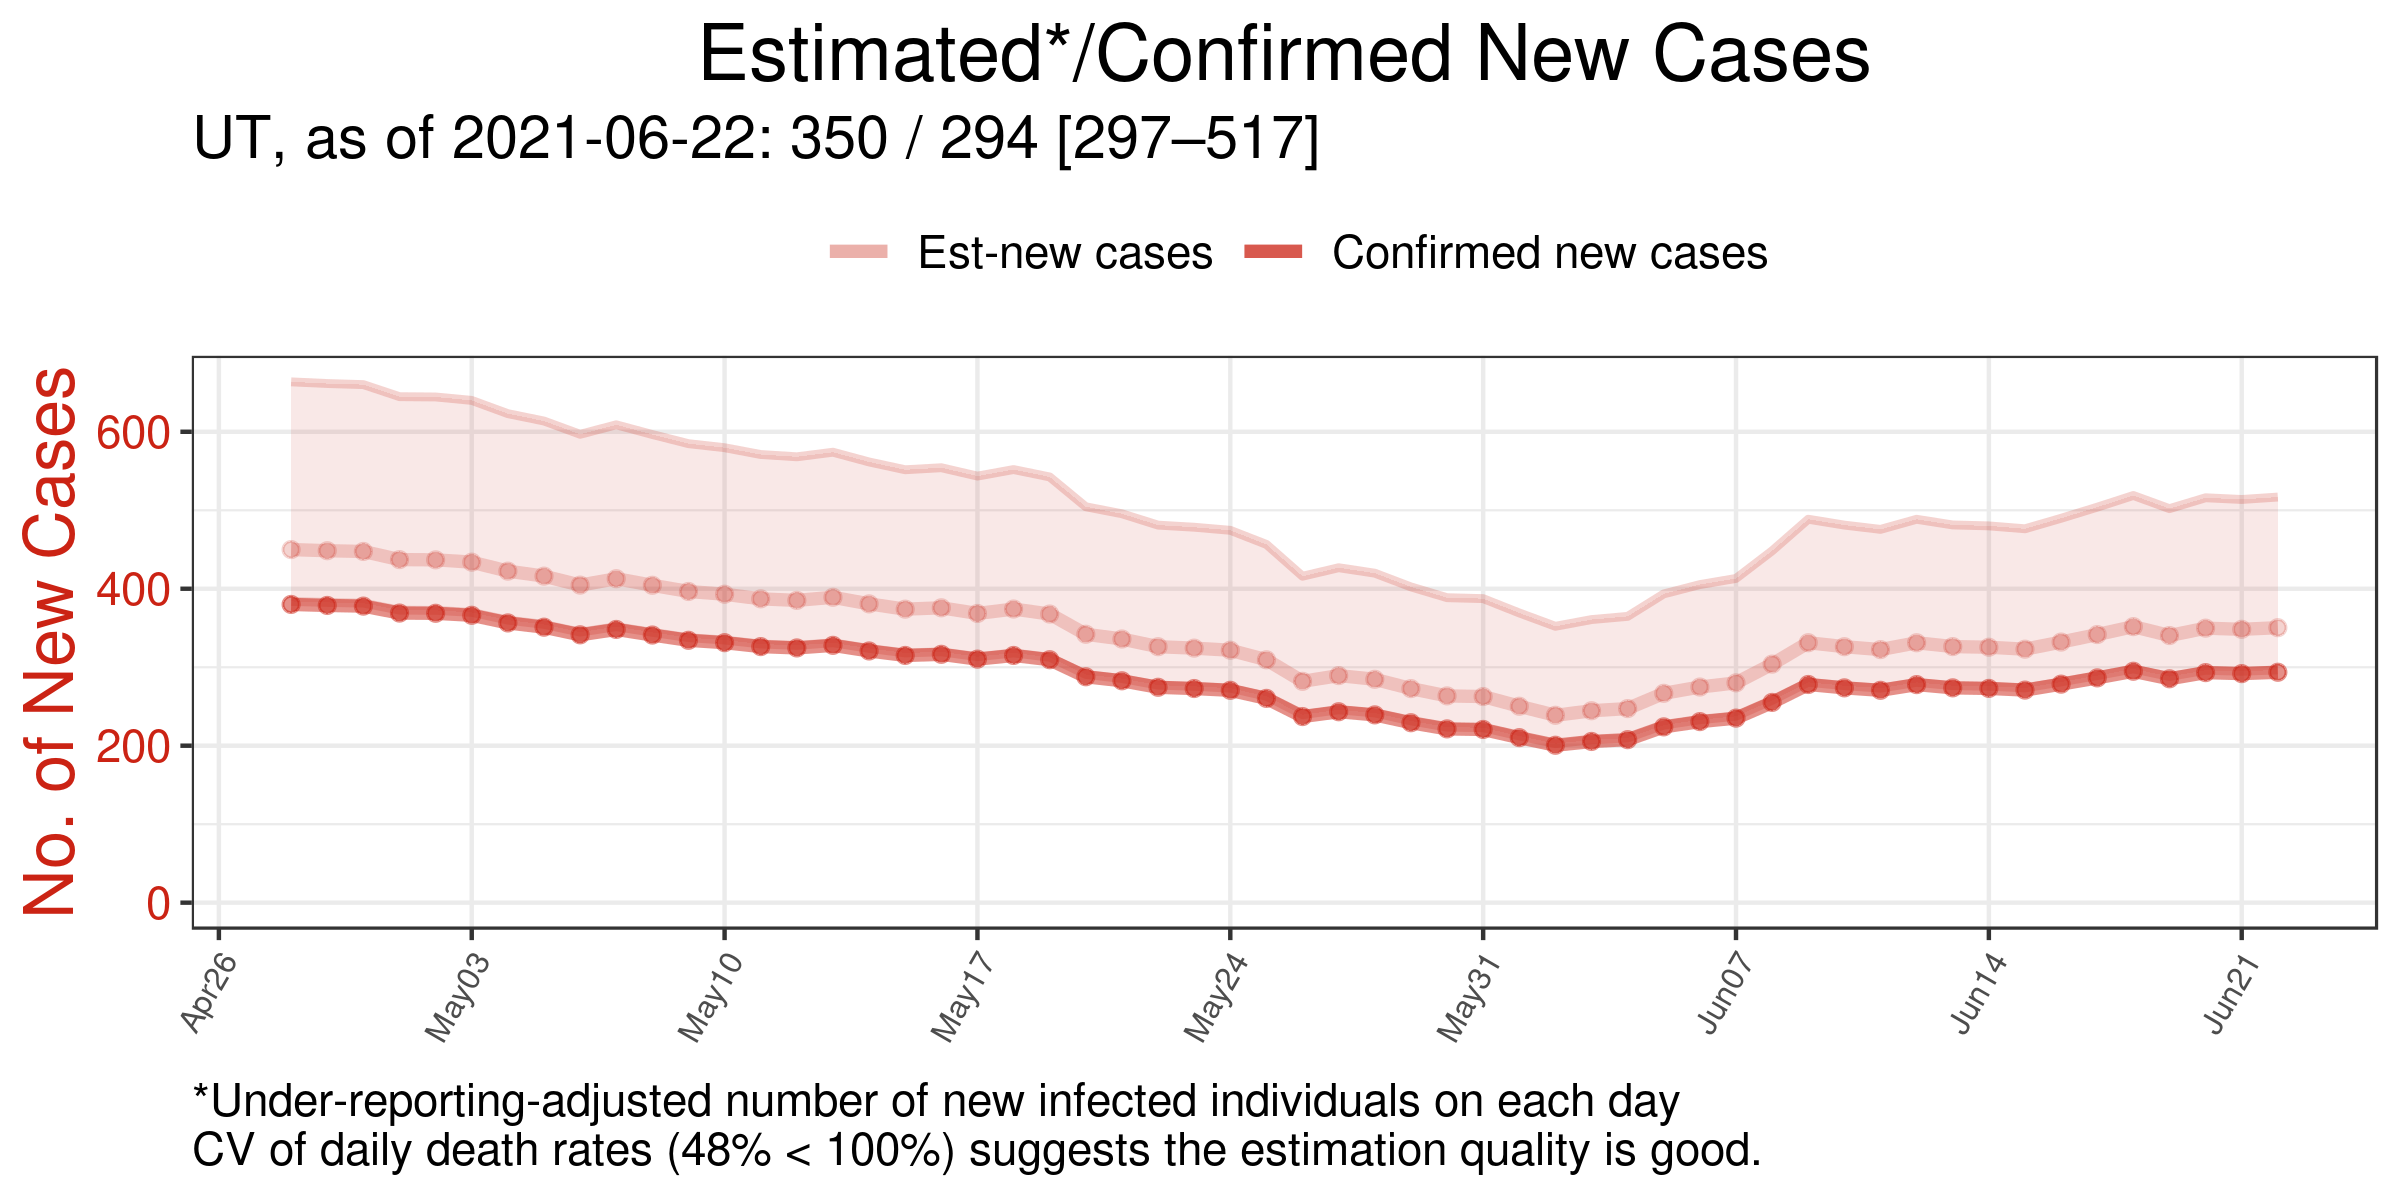 Estimated*/Confirmed New Cases
UT, as of 2021-06-22: 350 / 294 [297–517]
Est-new cases
Confirmed new cases
No. of New Cases
600
400
200
0
Apr26
May03
May10
May17
May24
May31
Jun07
Jun14
Jun21
*Under-reporting-adjusted number of new infected individuals on each day
CV of daily death rates (48% < 100%) suggests the estimation quality is good.